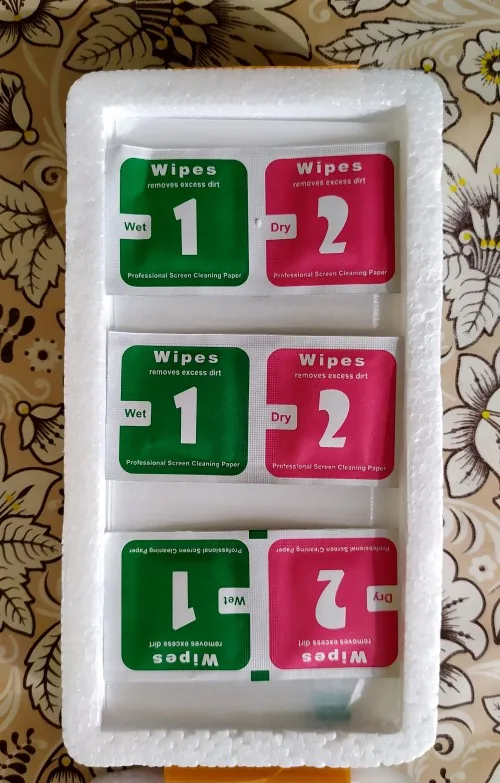 Wipes
removes excess dirt
Wet
1
Professional Screen Cleaning Paper
Wipes
removes excess dirt
Dry
2
Professional Screen Cleaning Paper
Wipes
removes excess dirt
Wet
1
Professional Screen Cleaning Paper
Wipes
removes excess dirt
Dry
2
Professional Screen Cleaning Paper
Wipes
removes excess dirt
Wet
1
Professional Screen Cleaning Paper
Wipes
removes excess dirt
Dry
2
Professional Screen Cleaning Paper